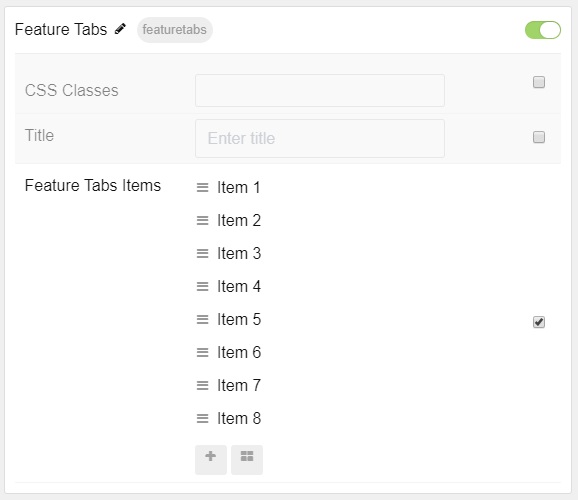 Feature Tabs featuretabs
CSS Classes
Title Enter title
Feature Tabs Items Item 1
Item 2
Item 3
Item 4
Item 5
Item 6
Item 7
Item 8